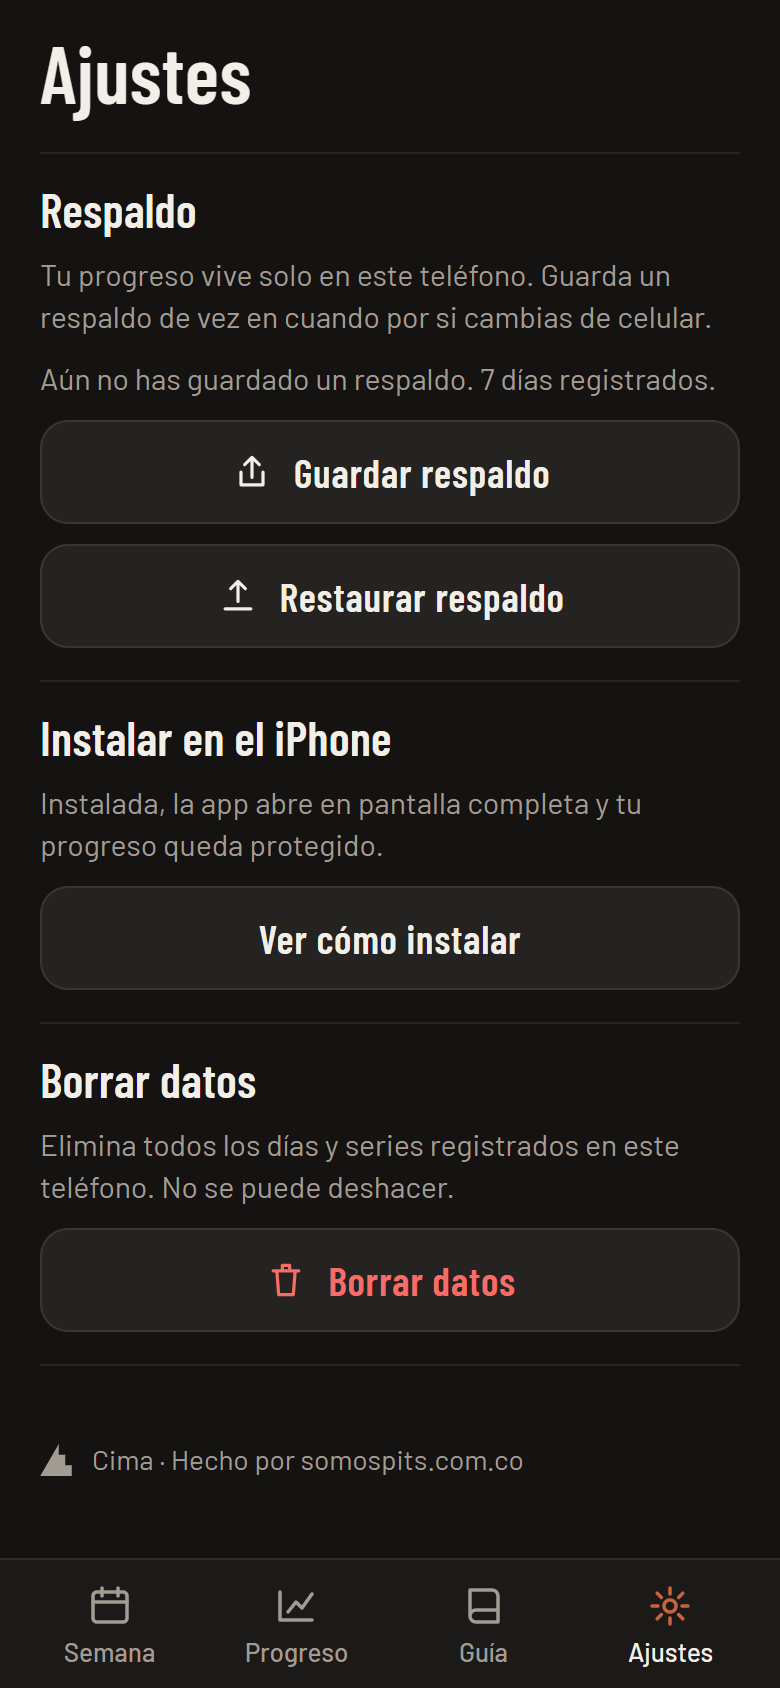 Ajustes
Respaldo
Tu progreso vive solo en este teléfono. Guarda un
respaldo de vez en cuando por si cambias de celular.
Aún no has guardado un respaldo. 7 días registrados.
Guardar respaldo
Restaurar respaldo
Instalar en el iPhone
Instalada, la app abre en pantalla completa y tu
progreso queda protegido.
Ver cómo instalar
Borrar datos
Elimina todos los días y series registrados en este
teléfono. No se puede deshacer.
Borrar datos
Cima · Hecho por somospits.com.co
Semana Progreso Guía Ajustes